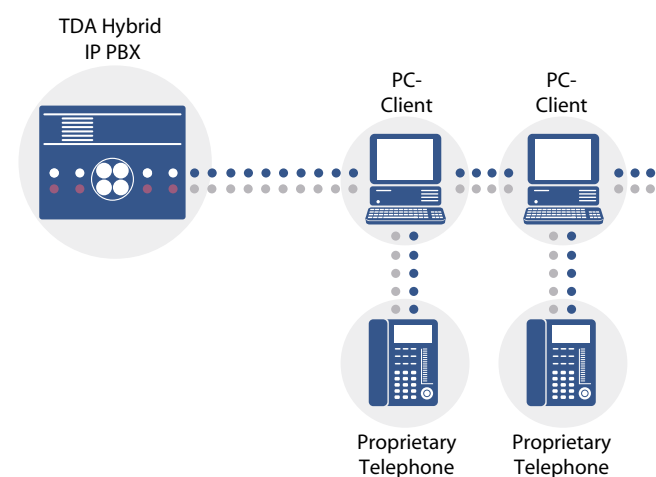 TDA Hybrid
IP PBX
PC-
Client
PC-
Client
Proprietary
Telephone
Proprietary
Telephone